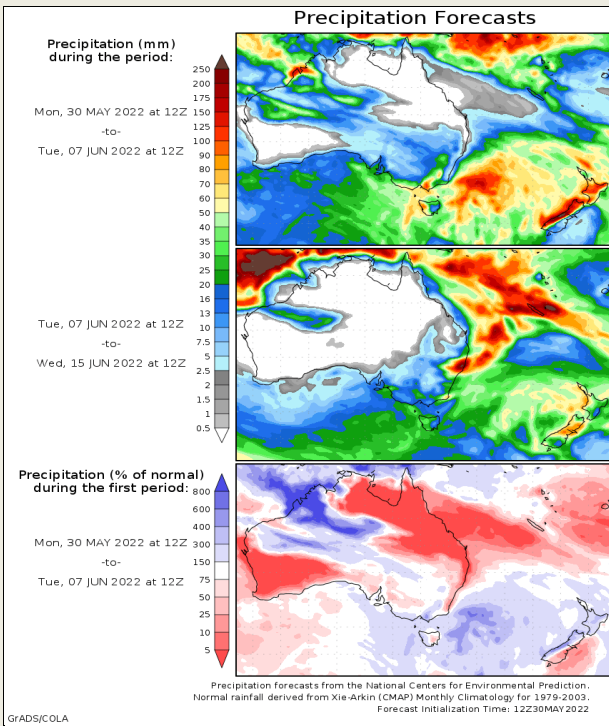 Precipitation Forecasts
Precipitation (mm)
during the period:
Mon, 30 MAY 2022 at 12Z
-to-
Tue, 07 JUN 2022 at 12Z
250
200
175
150
125
100
90
80
70
60
50
40
35
30
25
20
16
13
10
7.5
5
2.5
2
1.5
1
0.5
Tue, 07 JUN 2022 at 12Z
-to-
Wed, 15 JUN 2022 at 12Z
Precipitation (% of normal)
during the first period:
Mon, 30 MAY 2022 at 12Z
-to-
Tue, 07 JUN 2022 at 12Z
800
600
400
300
150
75
50
25
10
5
Precipitation forecasts from the National Centers for Environmental Prediction.
Normal rainfall derived from Xie-Arkin (CMAP) Monthly Climatology for 1979-2003.
Forecast Initialization Time: 12Z30MAY2022
GrADS/COLA